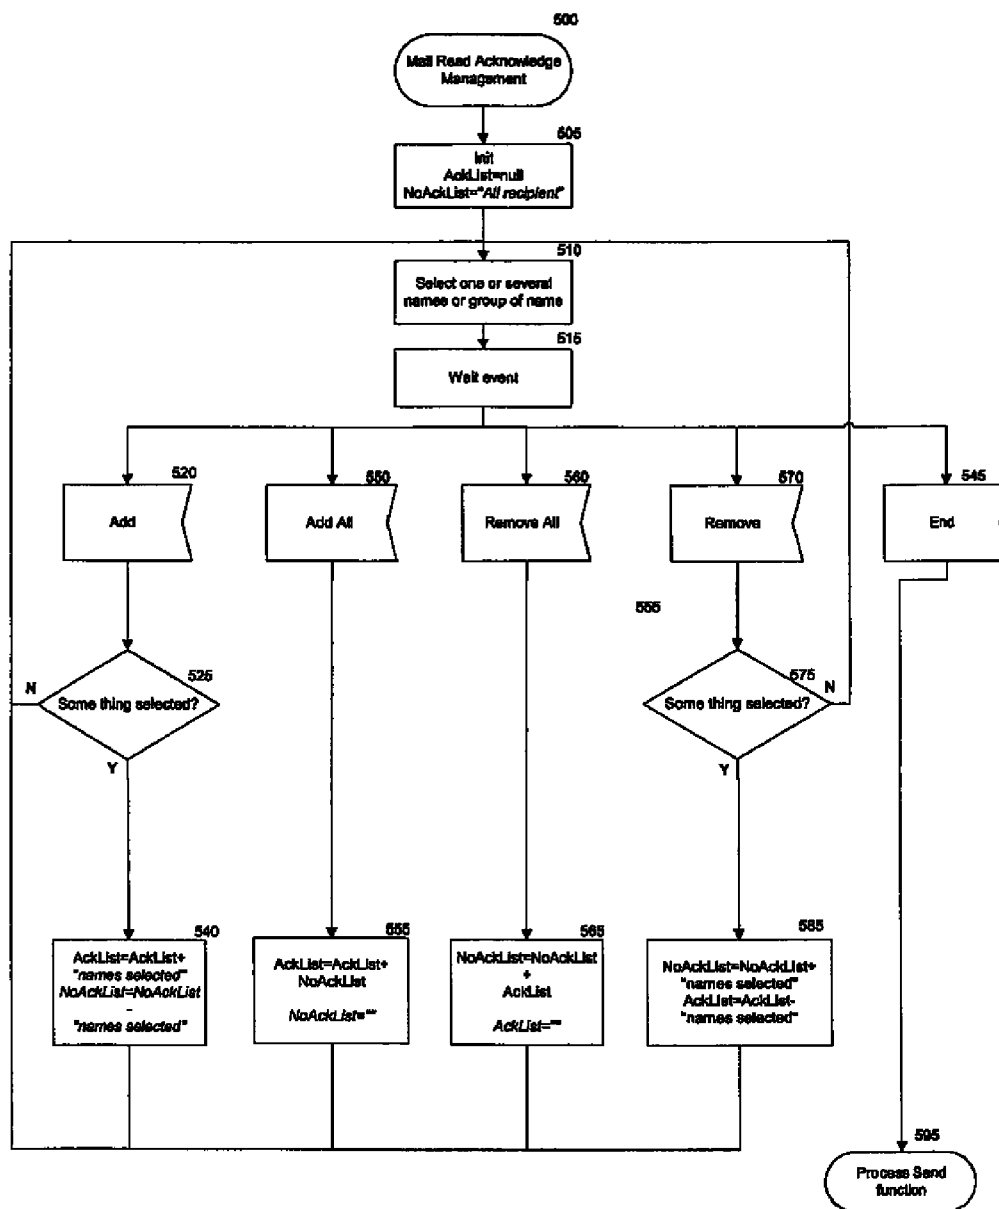 500
Mail Read Acknowledge
Management
505
Init
AckList=null
NoAckList="All recipient"
510
Select one or several
names or group of name
515
Wait event
520
Add
550
Add All
560
Remove All
570
Remove
545
End
555
525
Some thing selected?
N
Y
575
Some thing selected?
N
Y
540
AckList=AckList+
"names selected"
NoAckList=NoAckList
-
"names selected"
555
AckList=AckList+
NoAckList
NoAckList=""
565
NoAckList=NoAckList
+
AckList
AckList=""
585
NoAckList=NoAckList+
"names selected"
AckList=AckList-
"names selected"
595
Process Send
function